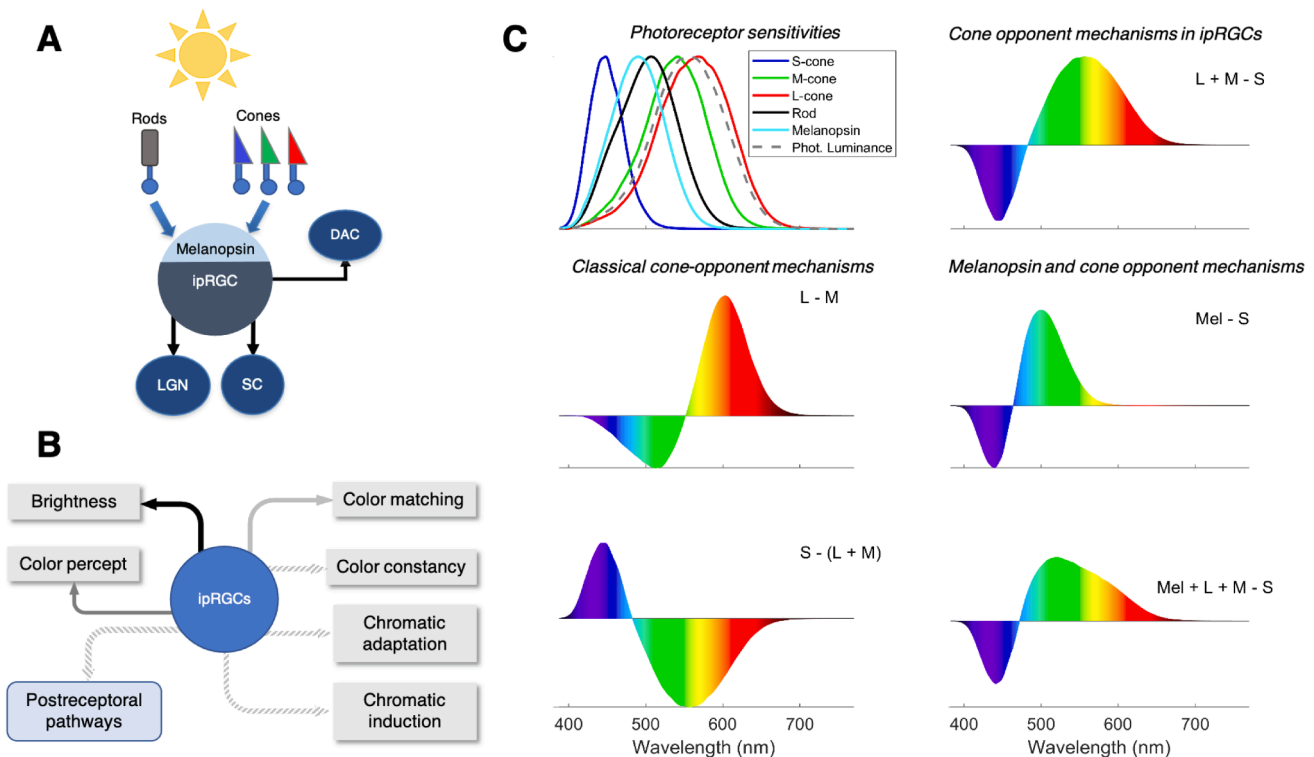 A
Rods
Cones
Melanopsin
ipRGC
DAC
LGN
SC
B
Brightness
Color percept
Postreceptoral
pathways
ipRGCs
Color matching
Color constancy
Chromatic
adaptation
Chromatic
induction
C
Photoreceptor sensitivities
S-cone
M-cone
L-cone
Rod
Melanopsin
Phot. Luminance
Cone opponent mechanisms in ipRGCs
L + M - S
Classical cone-opponent mechanisms
L - M
Melanopsin and cone opponent mechanisms
Mel - S
S - (L + M)
400 500 600 700
Wavelength (nm)
Mel + L + M - S
400 500 600 700
Wavelength (nm)